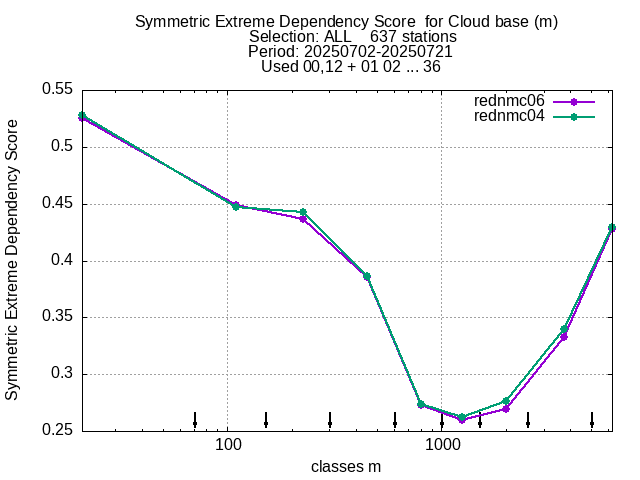 Symmetric Extreme Dependency Score  for Cloud base (m)
Selection: ALL    637 stations
Period: 20250702-20250721
Used 00,12 + 01 02 ... 36
rednmc06
rednmc04
Symmetric Extreme Dependency Score
0.55
0.5
0.45
0.4
0.35
0.3
0.25
100
1000
classes m